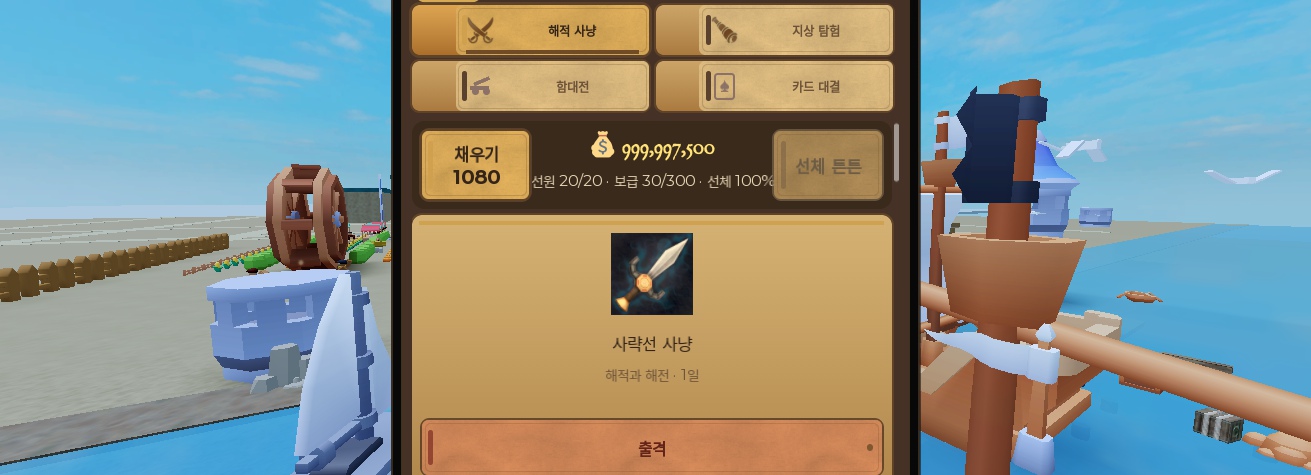 해적 사냥
지상 탐험
함대전
카드 대결
채우기
1080
999,997,500
선원 20/20 · 보급 30/300 · 선체 100%
선체 튼튼
사략선 사냥
해적과 해전 · 1일
출격